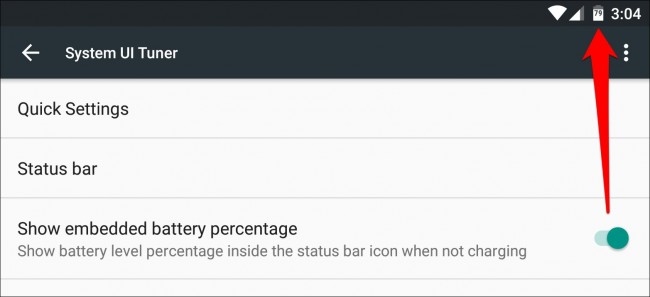 79 3:04
System UI Tuner
Quick Settings
Status bar
Show embedded battery percentage
Show battery level percentage inside the status bar icon when not charging